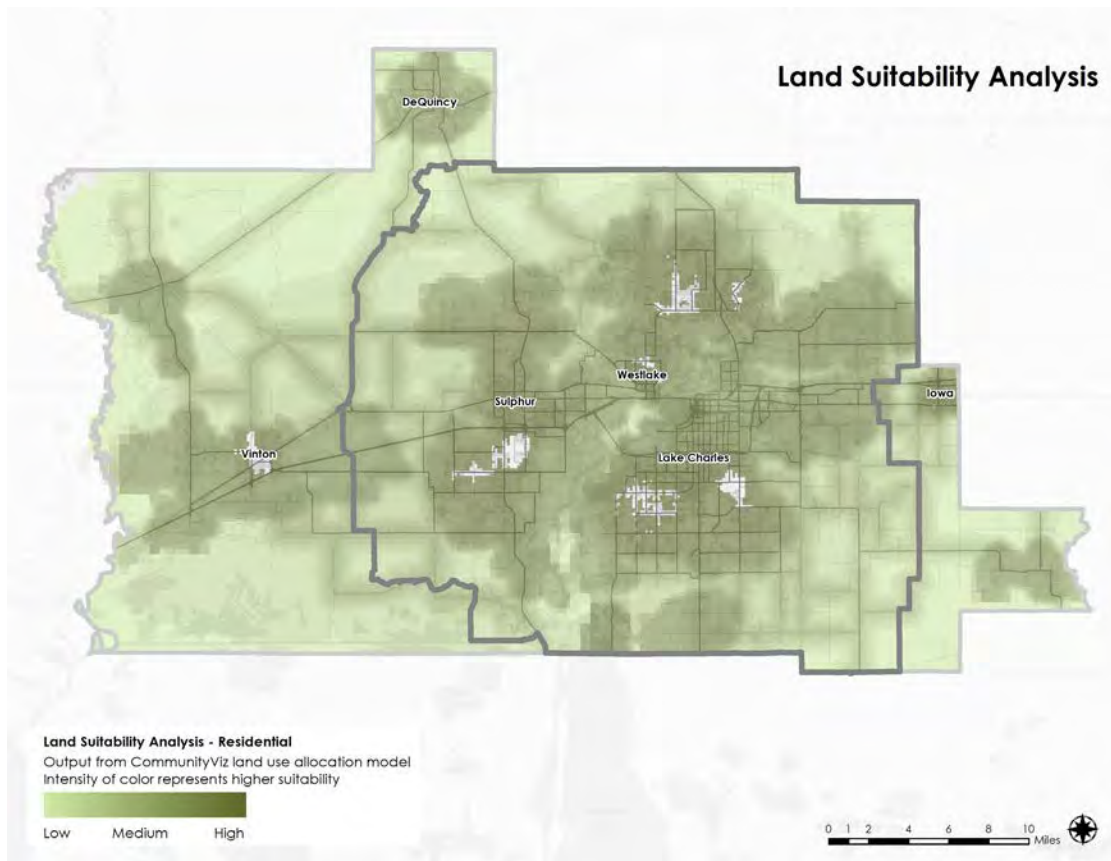 Land Suitability Analysis
DeQuincy
Westlake
Iowa
Sulphur
Vinton
Lake Charles
Land Suitability Analysis - Residential
Output from CommunityViz land use allocation model
Intensity of color represents higher suitability
Low Medium High
0 1 2 4 6 8 10
Miles